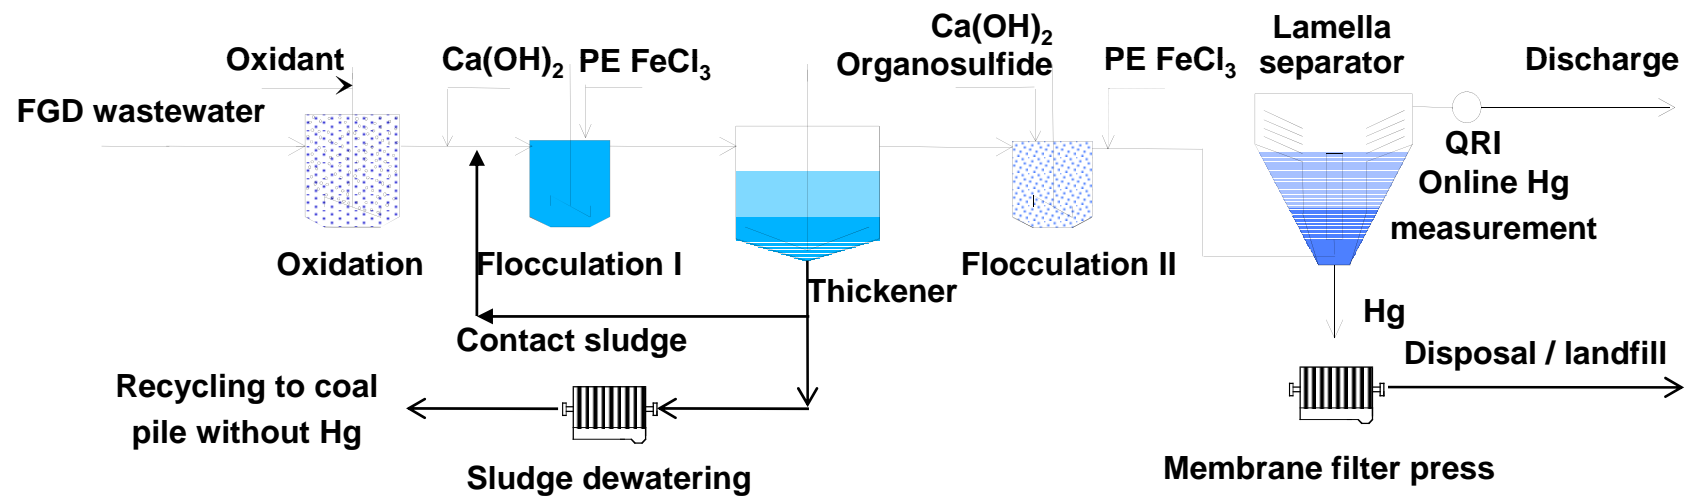 Oxidant
FGD wastewater
Ca(OH)₂ PE FeCl₃
Ca(OH)₂
Organosulfide
PE FeCl₃
Lamella
separator
Discharge
QRI
Online Hg
measurement
Oxidation
Flocculation I
Thickener
Flocculation II
Contact sludge
Hg
Disposal / landfill
Recycling to coal
pile without Hg
Sludge dewatering
Membrane filter press